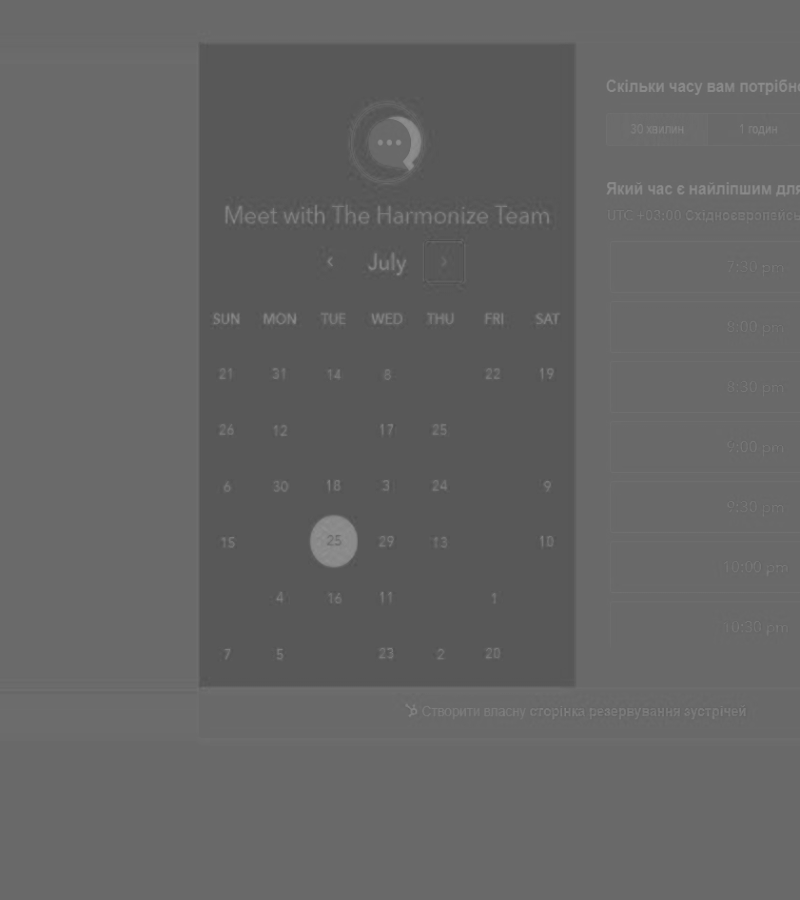 Meet with The Harmonize Team
‹ July ›
SUN MON TUE WED THU FRI SAT
21 31 14 8 22 19
26 12 17 25
6 30 18 3 24 9
15 25 29 13 10
4 16 11 1
7 5 23 2 20
Скільки часу вам потрібно
30 хвилин 1 годин
Який час є найліпшим для
UTC +03:00 Східноєвропейсь
7:30 pm
8:00 pm
8:30 pm
9:00 pm
9:30 pm
10:00 pm
10:30 pm
Створити власну сторінка резервування зустрічей